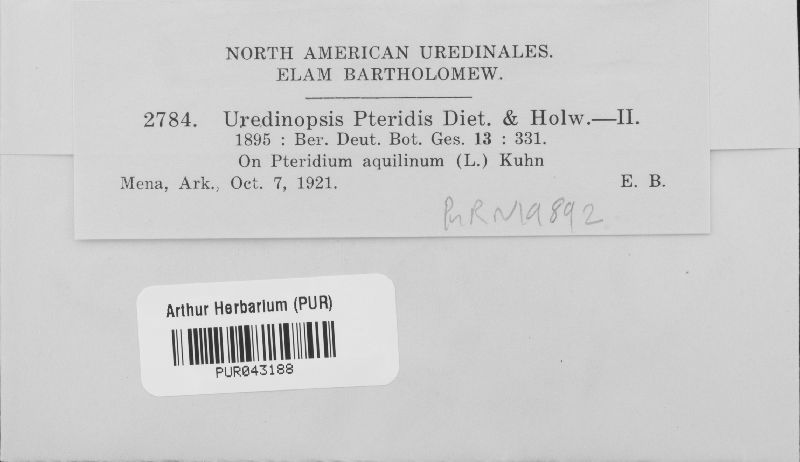 NORTH AMERICAN UREDINALES.
ELAM BARTHOLOMEW.
2784. Uredinopsis Pteridis Diet. & Holw.—II.
1895 : Ber. Deut. Bot. Ges. 13 : 331.
On Pteridium aquilinum (L.) Kuhn
Mena, Ark., Oct. 7, 1921. E. B.
PUR N19892
Arthur Herbarium (PUR)
PUR043188